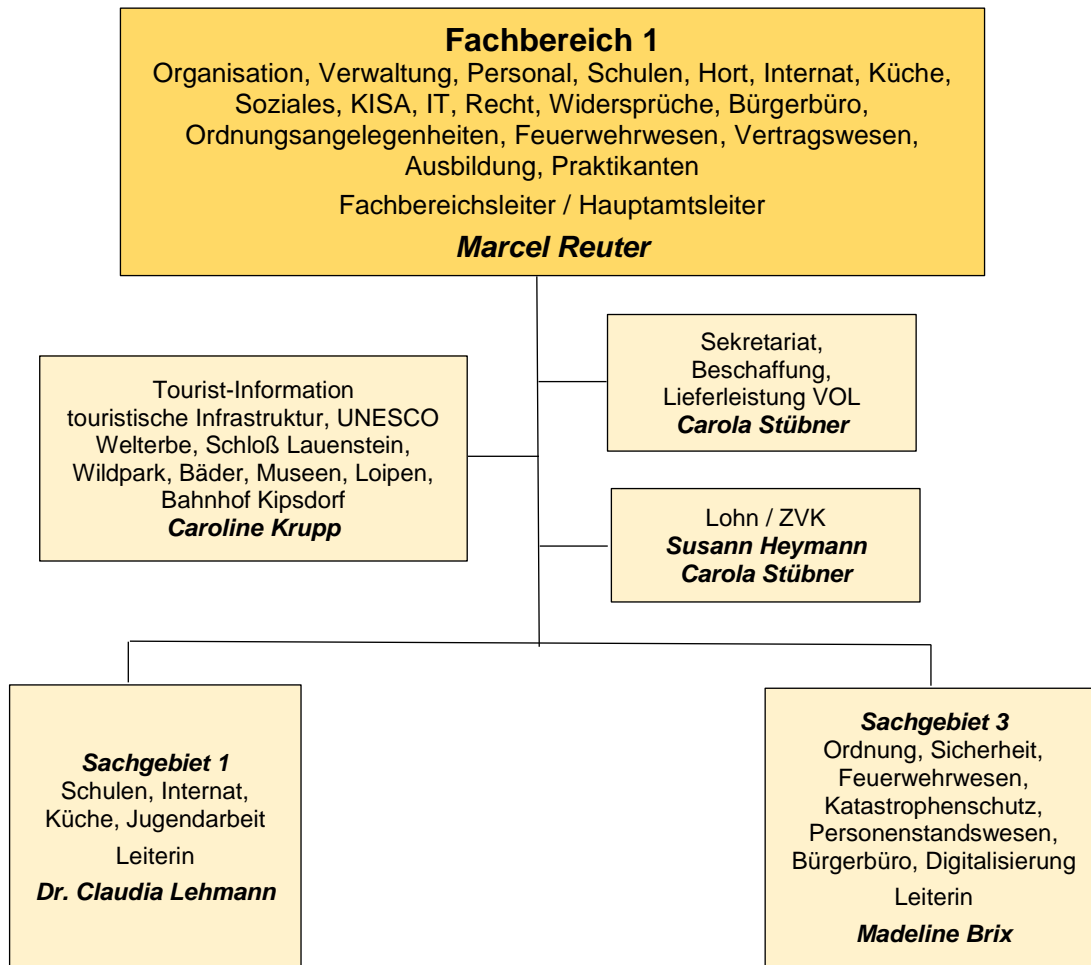 Fachbereich 1
Organisation, Verwaltung, Personal, Schulen, Hort, Internat, Küche,
Soziales, KISA, IT, Recht, Widersprüche, Bürgerbüro,
Ordnungsangelegenheiten, Feuerwehrwesen, Vertragswesen,
Ausbildung, Praktikanten
Fachbereichsleiter / Hauptamtsleiter
Marcel Reuter
Tourist-Information
touristische Infrastruktur, UNESCO
Welterbe, Schloß Lauenstein,
Wildpark, Bäder, Museen, Loipen,
Bahnhof Kipsdorf
Caroline Krupp
Sekretariat,
Beschaffung,
Lieferleistung VOL
Carola Stübner
Lohn / ZVK
Susann Heymann
Carola Stübner
Sachgebiet 1
Schulen, Internat,
Küche, Jugendarbeit
Leiterin
Dr. Claudia Lehmann
Sachgebiet 3
Ordnung, Sicherheit,
Feuerwehrwesen,
Katastrophenschutz,
Personenstandswesen,
Bürgerbüro, Digitalisierung
Leiterin
Madeline Brix